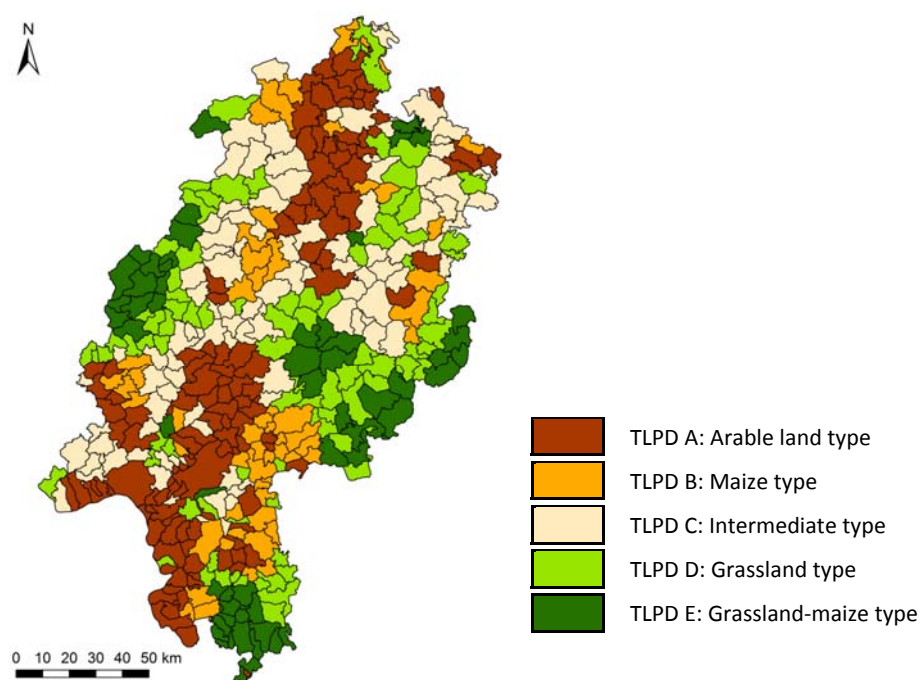 N
TLPD A: Arable land type
TLPD B: Maize type
TLPD C: Intermediate type
TLPD D: Grassland type
TLPD E: Grassland-maize type
0 10 20 30 40 50 km